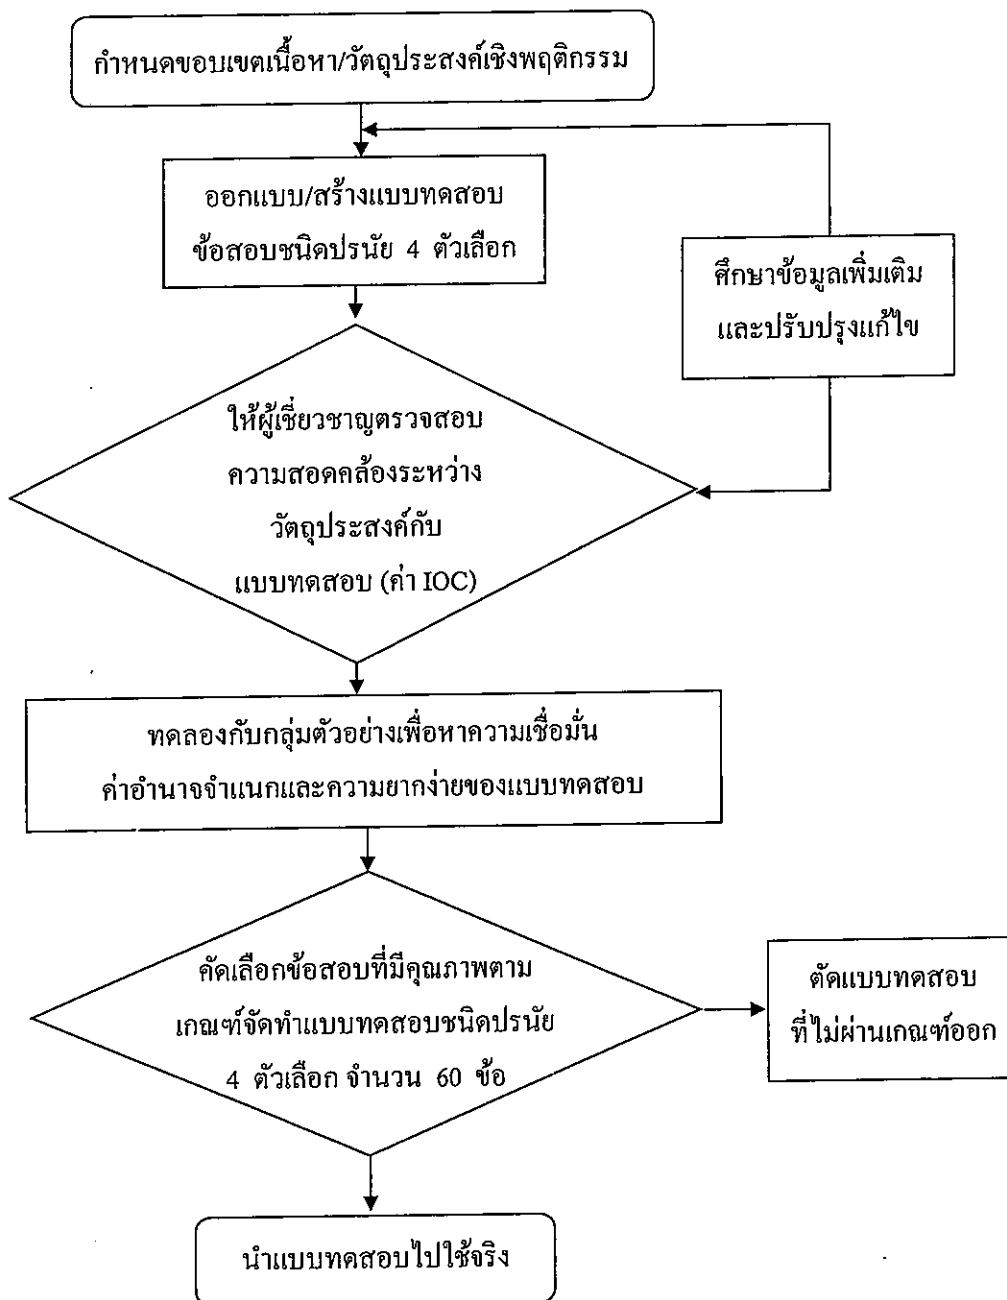 กำหนดขอบเขตเนื้อหา/วัตถุประสงค์เชิงพฤติกรรม
ออกแบบ/สร้างแบบทดสอบ
ข้อสอบชนิดปรนัย 4 ตัวเลือก
ศึกษาข้อมูลเพิ่มเติม
และปรับปรุงแก้ไข
ให้ผู้เชี่ยวชาญตรวจสอบ
ความสอดคล้องระหว่าง
วัตถุประสงค์กับ
แบบทดสอบ (ค่า IOC)
ทดลองกับกลุ่มตัวอย่างเพื่อหาความเชื่อมั่น
ค่าอำนาจจำแนกและความยากง่ายของแบบทดสอบ
คัดเลือกข้อสอบที่มีคุณภาพตาม
เกณฑ์จัดทำแบบทดสอบชนิดปรนัย
4 ตัวเลือก จำนวน 60 ข้อ
ตัดแบบทดสอบ
ที่ไม่ผ่านเกณฑ์ออก
นำแบบทดสอบไปใช้จริง